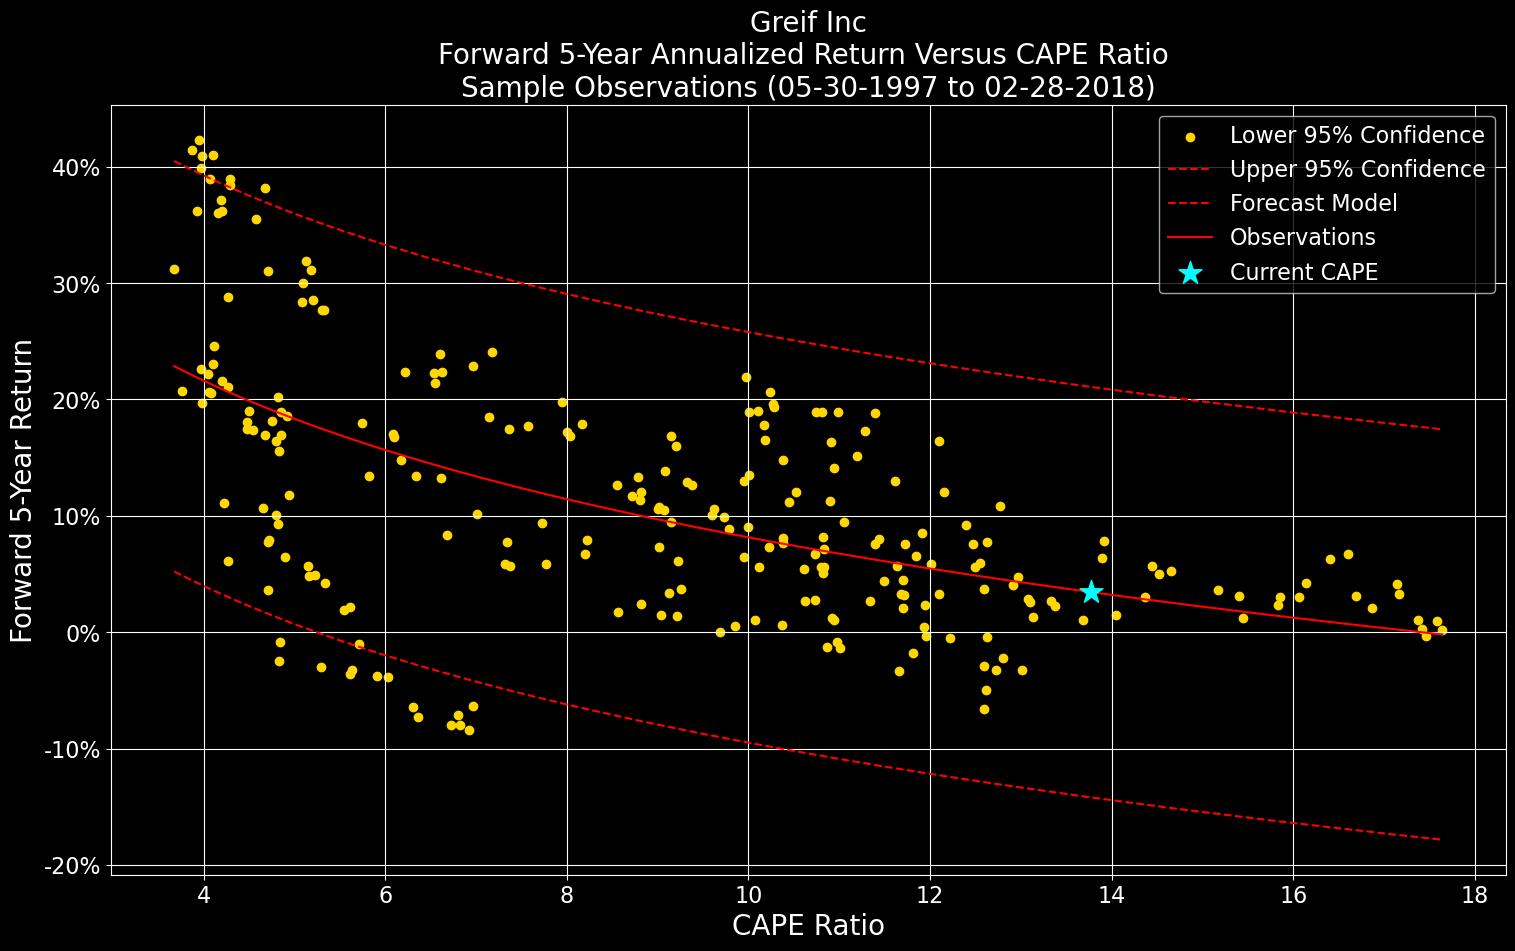 Greif Inc
Forward 5-Year Annualized Return Versus CAPE Ratio
Sample Observations (05-30-1997 to 02-28-2018)
Lower 95% Confidence
Upper 95% Confidence
Forecast Model
Observations
Current CAPE
Forward 5-Year Return
40%
30%
20%
10%
0%
-10%
-20%
4 6 8 10 12 14 16 18
CAPE Ratio